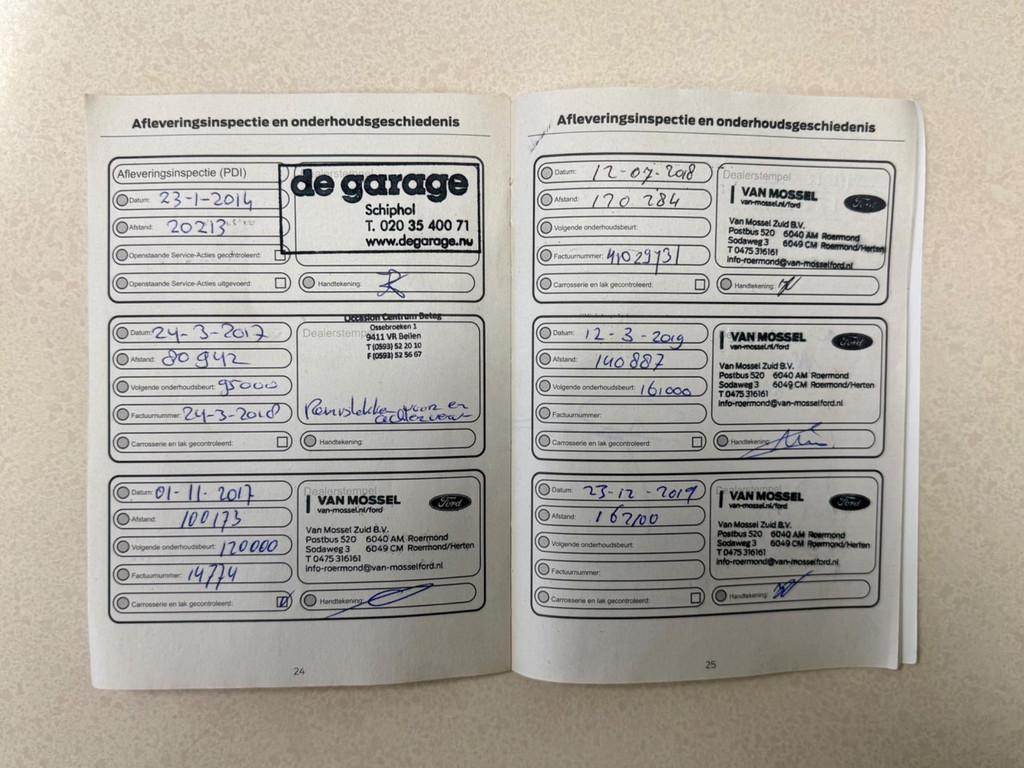 Afleveringsinspectie en onderhoudsgeschiedenis
Afleveringsinspectie (PDI)
Datum: 23-1-2014
Afstand: 20213
Openstaande Service-Acties gecontroleerd:
Openstaande Service-Acties uitgevoerd:
de garage
Schiphol
T. 020 35 400 71
www.degarage.nu
Handtekening:
Datum: 24-3-2017
Afstand: 80942
Volgende onderhoudsbeurt: 95000
Factuurnummer: 24-3-2018
Carrosserie en lak gecontroleerd:
Occasion Centrum Beilen
Dealerstempel
Ossebroeken 1
9411 VR Beilen
T (0593) 52 20 10
F (0593) 52 56 67
voor en
Handtekening:
Datum: 01-11-2017
Afstand: 100173
Volgende onderhoudsbeurt: 120000
Factuurnummer: 14774
Carrosserie en lak gecontroleerd:
Dealerstempel
VAN MOSSEL
van-mossel.nl/ford
Ford
Van Mossel Zuid B.V.
Postbus 520 6040 AM Roermond
Sodaweg 3 6049 CM Roermond/Herten
T 0475 316161
info-roermond@van-mosselford.nl
Handtekening:
24
Afleveringsinspectie en onderhoudsgeschiedenis
Datum: 12-07-2018
Afstand: 120284
Volgende onderhoudsbeurt:
Factuurnummer: 41029731
Carrosserie en lak gecontroleerd:
Dealerstempel
VAN MOSSEL
van-mossel.nl/ford
Ford
Van Mossel Zuid B.V.
Postbus 520 6040 AM Roermond
Sodaweg 3 6049 CM Roermond/Herten
T 0475 316161
info-roermond@van-mosselford.nl
Handtekening:
Datum: 12-3-2019
Afstand: 140887
Volgende onderhoudsbeurt: 161000
Factuurnummer:
Carrosserie en lak gecontroleerd:
Dealerstempel
VAN MOSSEL
van-mossel.nl/ford
Ford
Van Mossel Zuid B.V.
Postbus 520 6040 AM Roermond
Sodaweg 3 6049 CM Roermond/Herten
T 0475 316161
info-roermond@van-mosselford.nl
Handtekening:
Datum: 23-12-2019
Afstand: 162100
Volgende onderhoudsbeurt:
Factuurnummer:
Carrosserie en lak gecontroleerd:
Dealerstempel
VAN MOSSEL
van-mossel.nl/ford
Ford
Van Mossel Zuid B.V.
Postbus 520 6040 AM Roermond
Sodaweg 3 6049 CM Roermond/Herten
T 0475 316161
info-roermond@van-mosselford.nl
Handtekening:
25